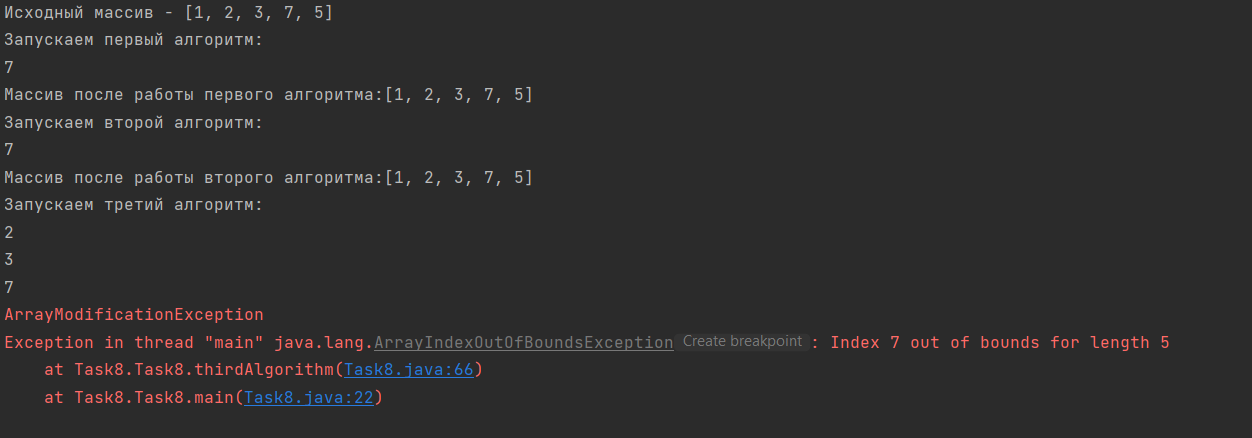 Исходный массив - [1, 2, 3, 7, 5]
Запускаем первый алгоритм:
7
Массив после работы первого алгоритма:[1, 2, 3, 7, 5]
Запускаем второй алгоритм:
7
Массив после работы второго алгоритма:[1, 2, 3, 7, 5]
Запускаем третий алгоритм:
2
3
7
ArrayModificationException
Exception in thread "main" java.lang.ArrayIndexOutOfBoundsException Create breakpoint : Index 7 out of bounds for length 5
at Task8.Task8.thirdAlgorithm(Task8.java:66)
at Task8.Task8.main(Task8.java:22)